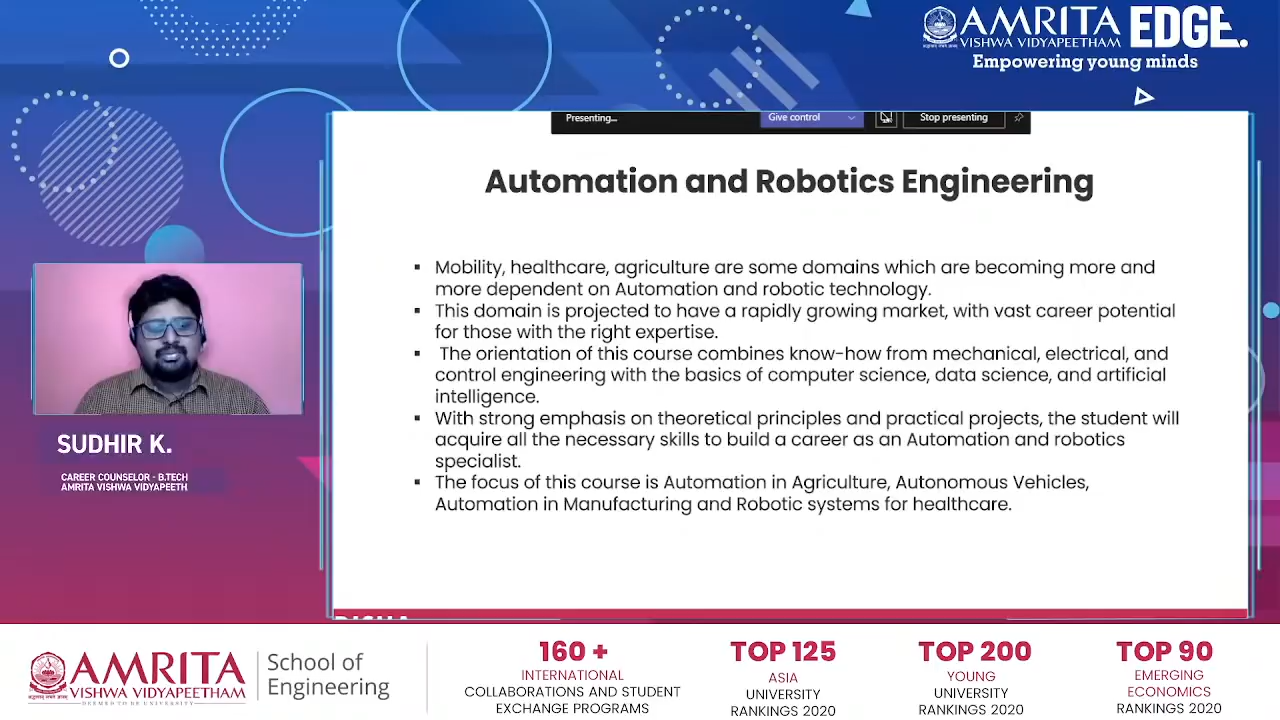 AMRITA EDGE.
VISHWA VIDYAPEETHAM
Empowering young minds
Presenting...
Give control
Stop presenting
Automation and Robotics Engineering
▪ Mobility, healthcare, agriculture are some domains which are becoming more and
more dependent on Automation and robotic technology.
▪ This domain is projected to have a rapidly growing market, with vast career potential
for those with the right expertise.
▪ The orientation of this course combines know-how from mechanical, electrical, and
control engineering with the basics of computer science, data science, and artificial
intelligence.
▪ With strong emphasis on theoretical principles and practical projects, the student will
acquire all the necessary skills to build a career as an Automation and robotics
specialist.
▪ The focus of this course is Automation in Agriculture, Autonomous Vehicles,
Automation in Manufacturing and Robotic systems for healthcare.
SUDHIR K.
CAREER COUNSELOR - B.TECH
AMRITA VISHWA VIDYAPEETH
AMRITA
VISHWA VIDYAPEETHAM
DEEMED TO BE UNIVERSITY
School of
Engineering
160 +
INTERNATIONAL
COLLABORATIONS AND STUDENT
EXCHANGE PROGRAMS
TOP 125
ASIA
UNIVERSITY
RANKINGS 2020
TOP 200
YOUNG
UNIVERSITY
RANKINGS 2020
TOP 90
EMERGING
ECONOMICS
RANKINGS 2020